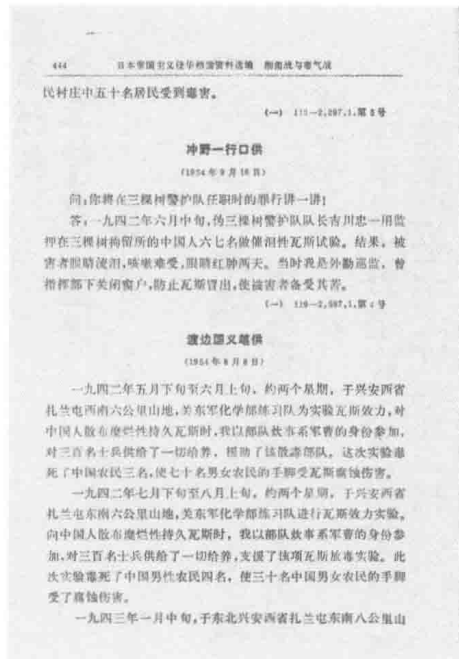 444 日本帝国主义侵华档案资料选编 细菌战与毒气战
民村庄中五十名居民受到毒害。
(一) 119—2,297,1,第5号
冲野一行口供
(1954年9月16日)
问:你将在三棵树警护队任职时的罪行讲一讲!
答:一九四二年六月中旬,伪三棵树警护队队长吉川忠一用监
押在三棵树拘留所的中国人六七名做催泪性瓦斯试验。结果,被
害者眼睛流泪,咳嗽难受,眼睛红肿两天。当时我是外勤巡监,曾
指挥部下关闭窗户,防止瓦斯冒出,使被害者备受其苦。
(一) 119—2,597,1,第4号
渡边国义笔供
(1954年8月8日)
一九四二年五月下旬至六月上旬,约两个星期,于兴安西省
扎兰屯西南六公里山地,关东军化学部练习队为实验瓦斯效力,对
中国人散布糜烂性持久瓦斯时,我以部队炊事系军曹的身份参加,
对三百名士兵供给了一切给养,援助了该散毒部队。这次实验毒
死了中国农民三名,使七十名男女农民的手脚受瓦斯腐蚀伤害。
一九四二年七月下旬至八月上旬,约两个星期,于兴安西省
扎兰屯东南六公里山地,关东军化学部练习队进行瓦斯效力实验。
向中国人散布糜烂性持久瓦斯时,我以部队炊事系军曹的身份参
加,对三百名士兵供给了一切给养,支援了该项瓦斯放毒实验。此
次实验毒死了中国男性农民四名,使三十名中国男女农民的手脚
受了腐蚀伤害。
一九四三年一月中旬,于东北兴安西省扎兰屯东南八公里山